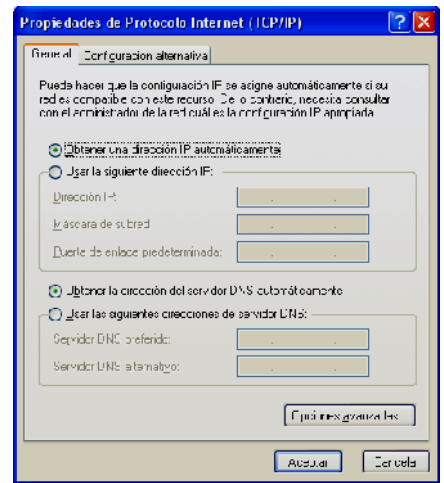 Propiedades de Protocolo Internet (TCP/IP)
General
Configuración alternativa
Puede hacer que la configuración IP se asigne automáticamente si su
red es compatible con este recurso. De lo contrario, necesita consultar
con el administrador de la red cuál es la configuración IP apropiada.
Obtener una dirección IP automáticamente
Usar la siguiente dirección IP:
Dirección IP:
Máscara de subred
Puerta de enlace predeterminada:
Obtener la dirección del servidor DNS automáticamente
Usar las siguientes direcciones de servidor DNS:
Servidor DNS preferido:
Servidor DNS alternativo:
Opciones avanzadas...
Aceptar
Cancelar